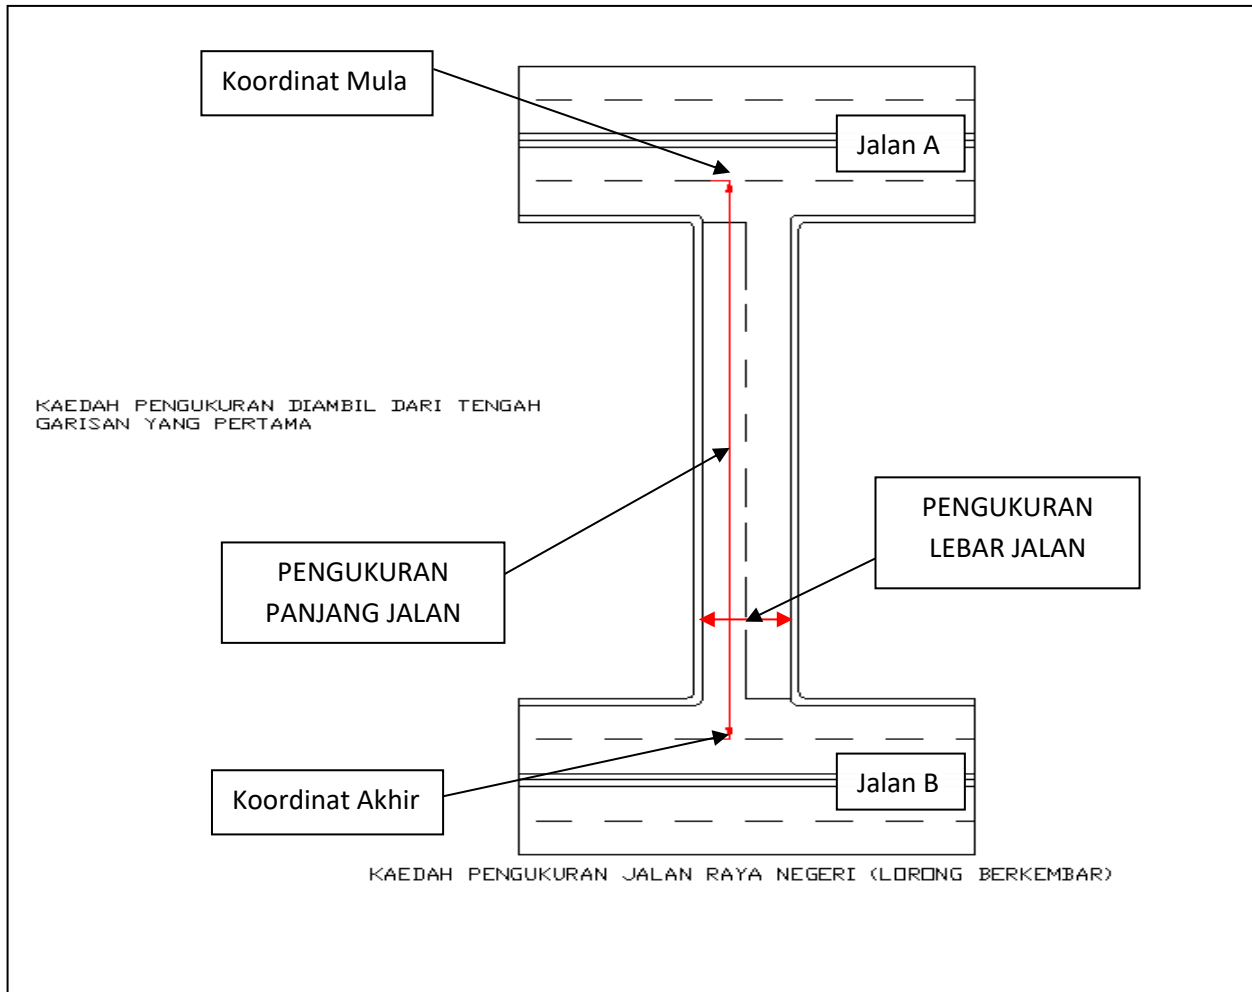 Koordinat Mula
Jalan A
KAEDAH PENGUKURAN DIAMBIL DARI TENGAH
GARISAN YANG PERTAMA
PENGUKURAN
LEBAR JALAN
PENGUKURAN
PANJANG JALAN
Koordinat Akhir
Jalan B
KAEDAH PENGUKURAN JALAN RAYA NEGERI (LORONG BERKEMBAR)